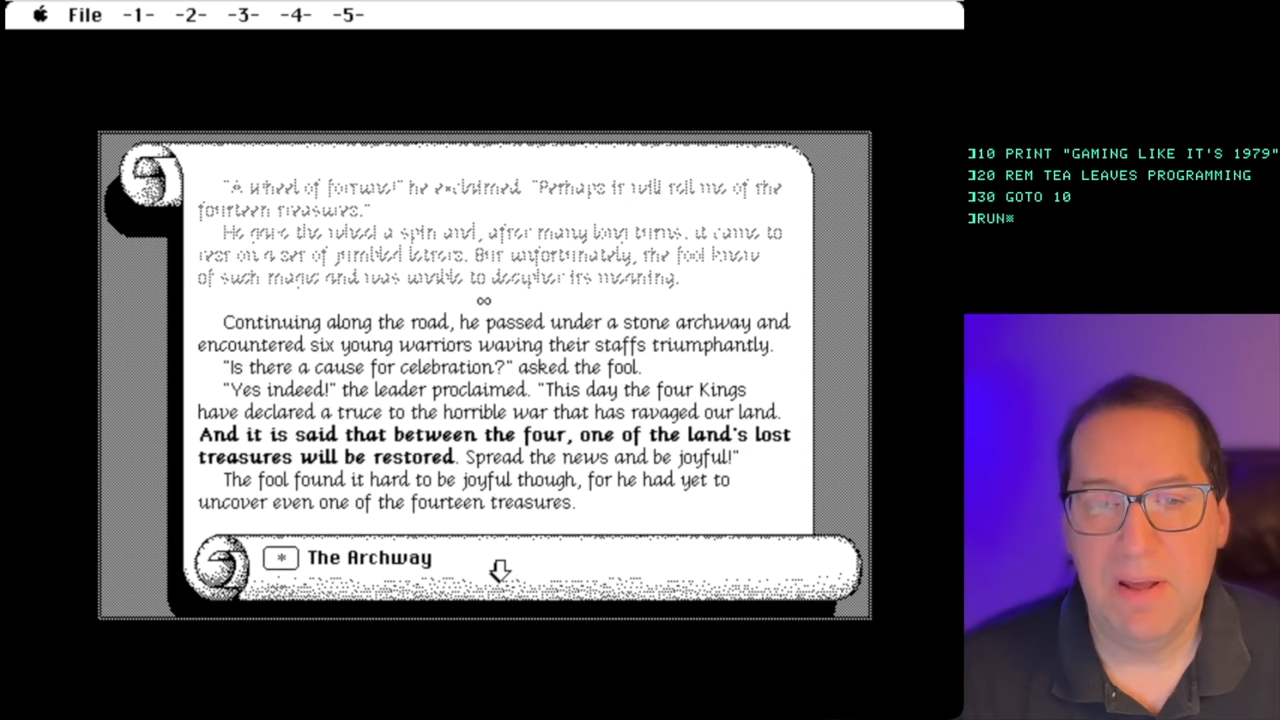 File -1- -2- -3- -4- -5-
"A wheel of fortune!" he exclaimed. "Perhaps it will tell me of the
fourteen treasures."
He gave the wheel a spin and, after many long turns, it came to
rest on a set of jumbled letters. But unfortunately, the fool knew
of such magic and was unable to decipher its meaning.
∞
Continuing along the road, he passed under a stone archway and
encountered six young warriors waving their staffs triumphantly.
"Is there a cause for celebration?" asked the fool.
"Yes indeed!" the leader proclaimed. "This day the four Kings
have declared a truce to the horrible war that has ravaged our land.
And it is said that between the four, one of the land's lost
treasures will be restored. Spread the news and be joyful!"
The fool found it hard to be joyful though, for he had yet to
uncover even one of the fourteen treasures.
* The Archway
]10 PRINT "GAMING LIKE IT'S 1979"
]20 REM TEA LEAVES PROGRAMMING
]30 GOTO 10
]RUN